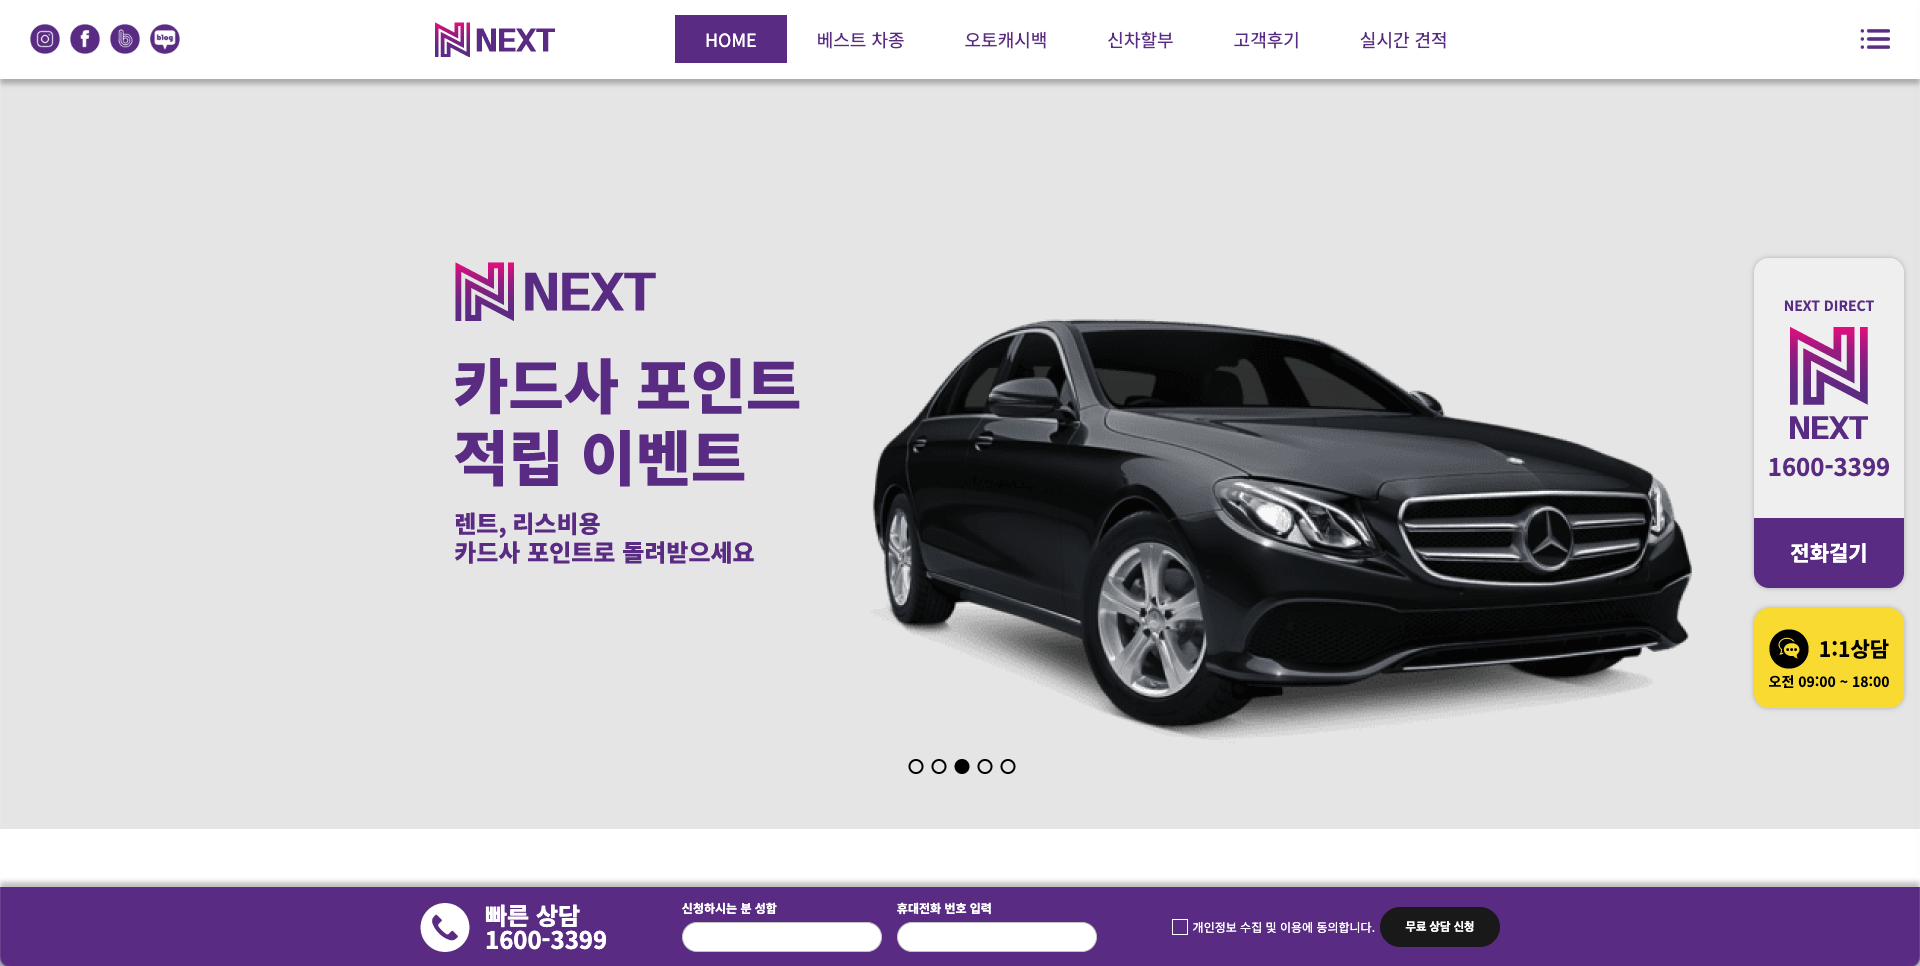 blog
NEXT
HOME
베스트 차종
오토캐시백
신차할부
고객후기
실시간 견적
NEXT
카드사 포인트
적립 이벤트
렌트, 리스비용
카드사 포인트로 돌려받으세요
NEXT DIRECT
NEXT
1600-3399
전화걸기
1:1상담
오전 09:00 ~ 18:00
빠른 상담
1600-3399
신청하시는 분 성함
휴대전화 번호 입력
개인정보 수집 및 이용에 동의합니다.
무료 상담 신청